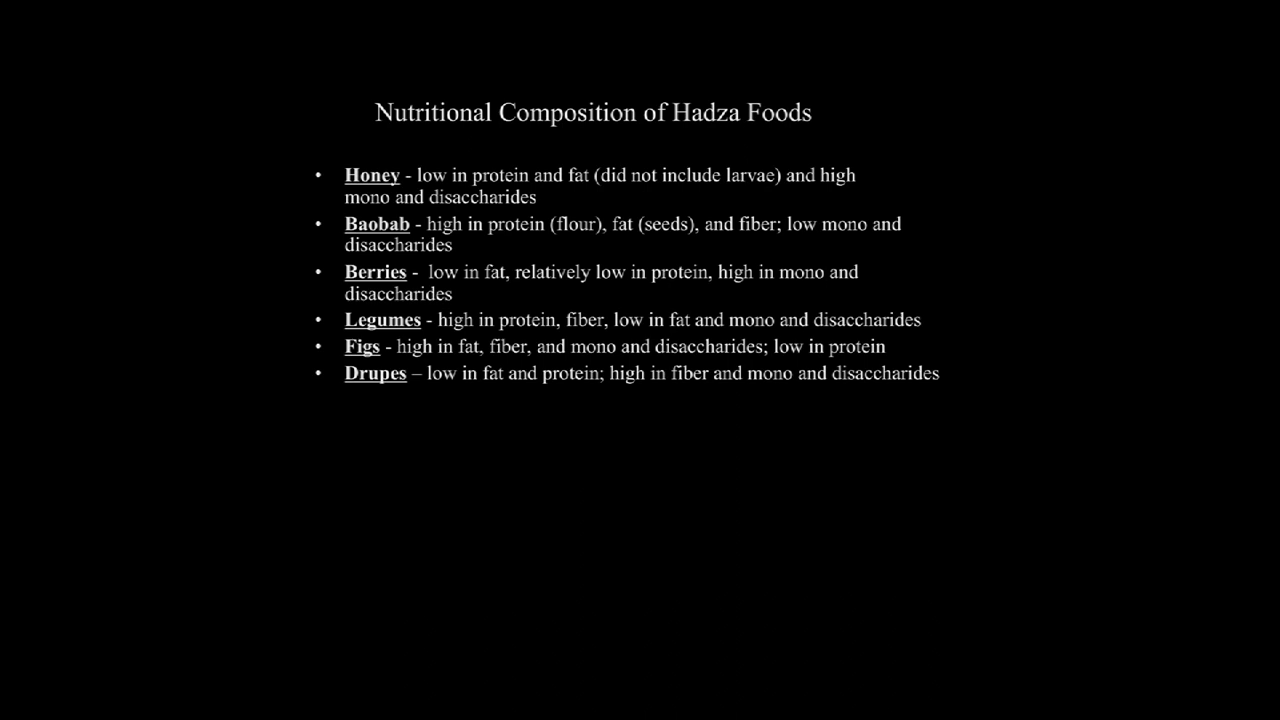 Nutritional Composition of Hadza Foods
• Honey - low in protein and fat (did not include larvae) and high
mono and disaccharides
• Baobab - high in protein (flour), fat (seeds), and fiber; low mono and
disaccharides
• Berries -  low in fat, relatively low in protein, high in mono and
disaccharides
• Legumes - high in protein, fiber, low in fat and mono and disaccharides
• Figs - high in fat, fiber, and mono and disaccharides; low in protein
• Drupes – low in fat and protein; high in fiber and mono and disaccharides